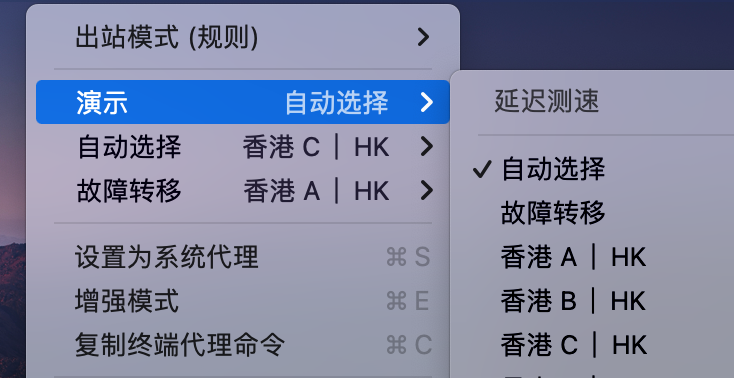 出站模式 (规则)
演示 自动选择
自动选择 香港 C | HK
故障转移 香港 A | HK
设置为系统代理 ⌘ S
增强模式 ⌘ E
复制终端代理命令 ⌘ C
延迟测速
✓ 自动选择
故障转移
香港 A | HK
香港 B | HK
香港 C | HK